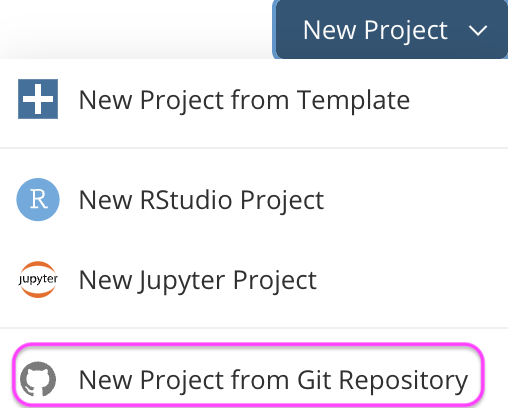 New Project
New Project from Template
R
New RStudio Project
jupyter
New Jupyter Project
New Project from Git Repository